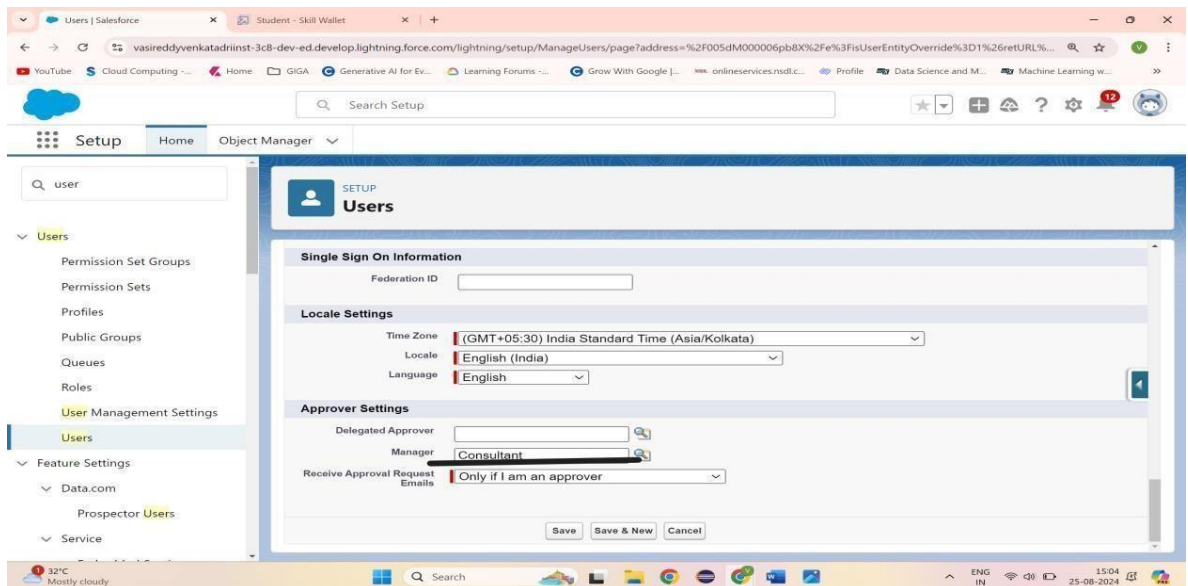 Users | Salesforce
Student - Skill Wallet
vasireddyvenkatadriinst-3c8-dev-ed.develop.lightning.force.com/lightning/setup/ManageUsers/page?address=%2F005dM000006pb8X%2Fe%3FisUserEntityOverride%3D1%26retURL%...
YouTube
Cloud Computing -...
Home
GIGA
Generative AI for Ev...
Learning Forums -...
Grow With Google |...
onlineservices.nsdl.c...
Profile
Data Science and M...
Machine Learning w...
Search Setup
12
Setup
Home
Object Manager
user
SETUP
Users
Users
Permission Set Groups
Permission Sets
Profiles
Public Groups
Queues
Roles
User Management Settings
Users
Feature Settings
Data.com
Prospector Users
Service
Single Sign On Information
Federation ID
Locale Settings
Time Zone (GMT+05:30) India Standard Time (Asia/Kolkata)
Locale English (India)
Language English
Approver Settings
Delegated Approver
Manager Consultant
Receive Approval Request Emails Only if I am an approver
Save Save & New Cancel
1
32°C
Mostly cloudy
Search
ENG
IN
15:04
25-08-2024